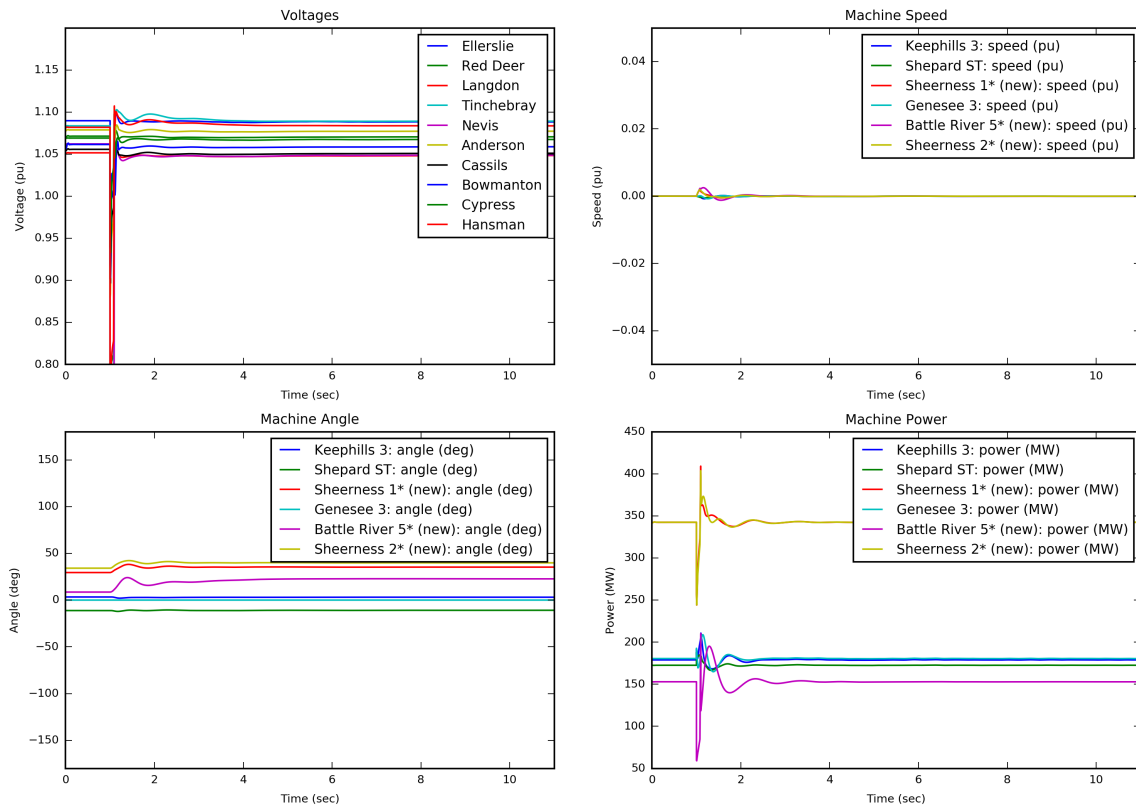 Voltages
Voltage (pu)
1.15
1.10
1.05
1.00
0.95
0.90
0.85
0.80
Ellerslie
Red Deer
Langdon
Tinchebray
Nevis
Anderson
Cassils
Bowmanton
Cypress
Hansman
0 2 4 6 8 10
Time (sec)
Machine Speed
Speed (pu)
0.04
0.02
0.00
−0.02
−0.04
Keephills 3: speed (pu)
Shepard ST: speed (pu)
Sheerness 1* (new): speed (pu)
Genesee 3: speed (pu)
Battle River 5* (new): speed (pu)
Sheerness 2* (new): speed (pu)
0 2 4 6 8 10
Time (sec)
Machine Angle
Angle (deg)
150
100
50
0
−50
−100
−150
Keephills 3: angle (deg)
Shepard ST: angle (deg)
Sheerness 1* (new): angle (deg)
Genesee 3: angle (deg)
Battle River 5* (new): angle (deg)
Sheerness 2* (new): angle (deg)
0 2 4 6 8 10
Time (sec)
Machine Power
Power (MW)
450
400
350
300
250
200
150
100
50
Keephills 3: power (MW)
Shepard ST: power (MW)
Sheerness 1* (new): power (MW)
Genesee 3: power (MW)
Battle River 5* (new): power (MW)
Sheerness 2* (new): power (MW)
0 2 4 6 8 10
Time (sec)